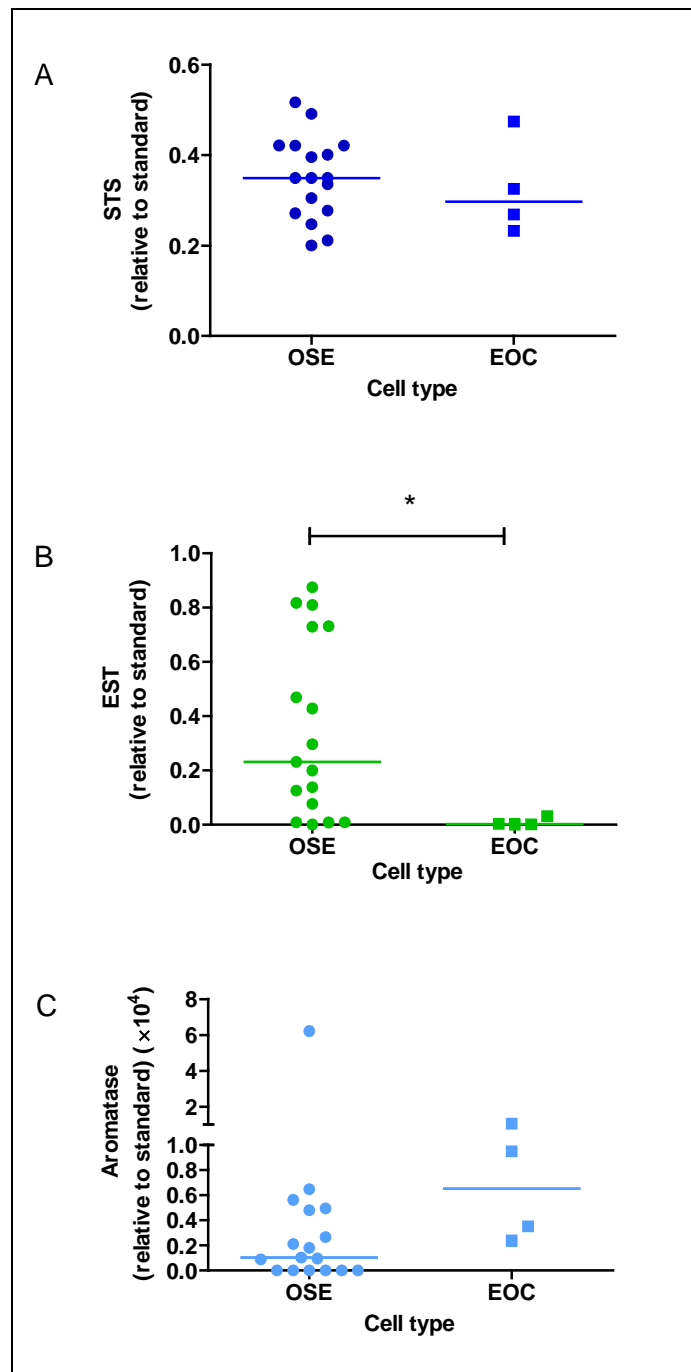 A
STS
(relative to standard)
0.6
0.4
0.2
0.0
OSE EOC
Cell type
*
B
EST
(relative to standard)
1.0
0.8
0.6
0.4
0.2
0.0
OSE EOC
Cell type
C
Aromatase
(relative to standard) (×10⁴)
8
6
4
2
1.0
0.8
0.6
0.4
0.2
0.0
OSE EOC
Cell type